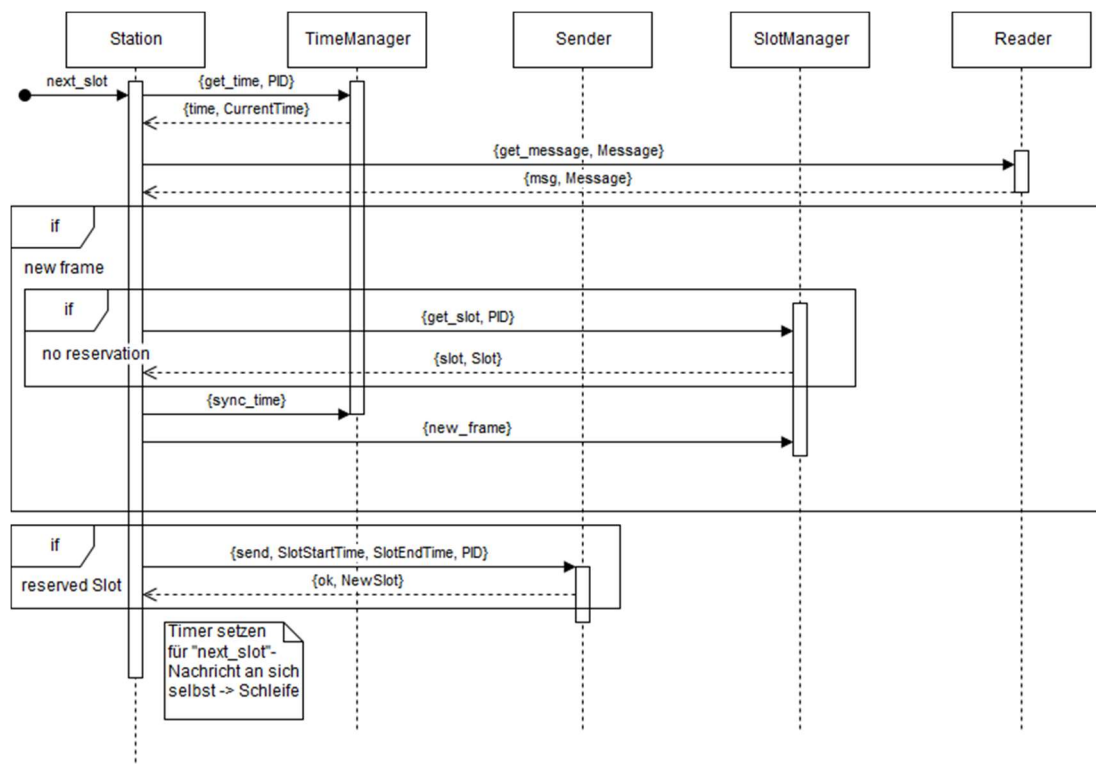 Station
TimeManager
Sender
SlotManager
Reader
next_slot
{get_time, PID}
{time, CurrentTime}
{get_message, Message}
{msg, Message}
if
new frame
if
{get_slot, PID}
no reservation
{slot, Slot}
{sync_time}
{new_frame}
if
{send, SlotStartTime, SlotEndTime, PID}
reserved Slot
{ok, NewSlot}
Timer setzen
für "next_slot"-
Nachricht an sich
selbst -> Schleife